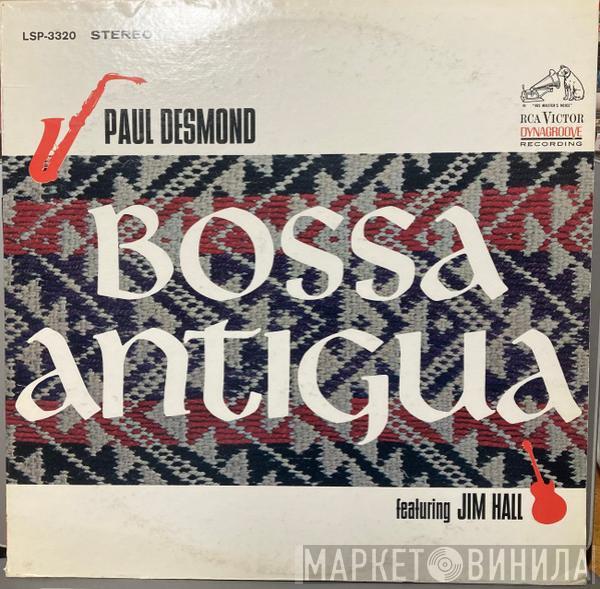 LSP-3320 STEREO
"HIS MASTER'S VOICE"
RCA VICTOR
DYNAGROOVE
RECORDING
PAUL DESMOND
BOSSA
ANTIGUA
featuring JIM HALL
МАРКЕТ ВИНИЛА